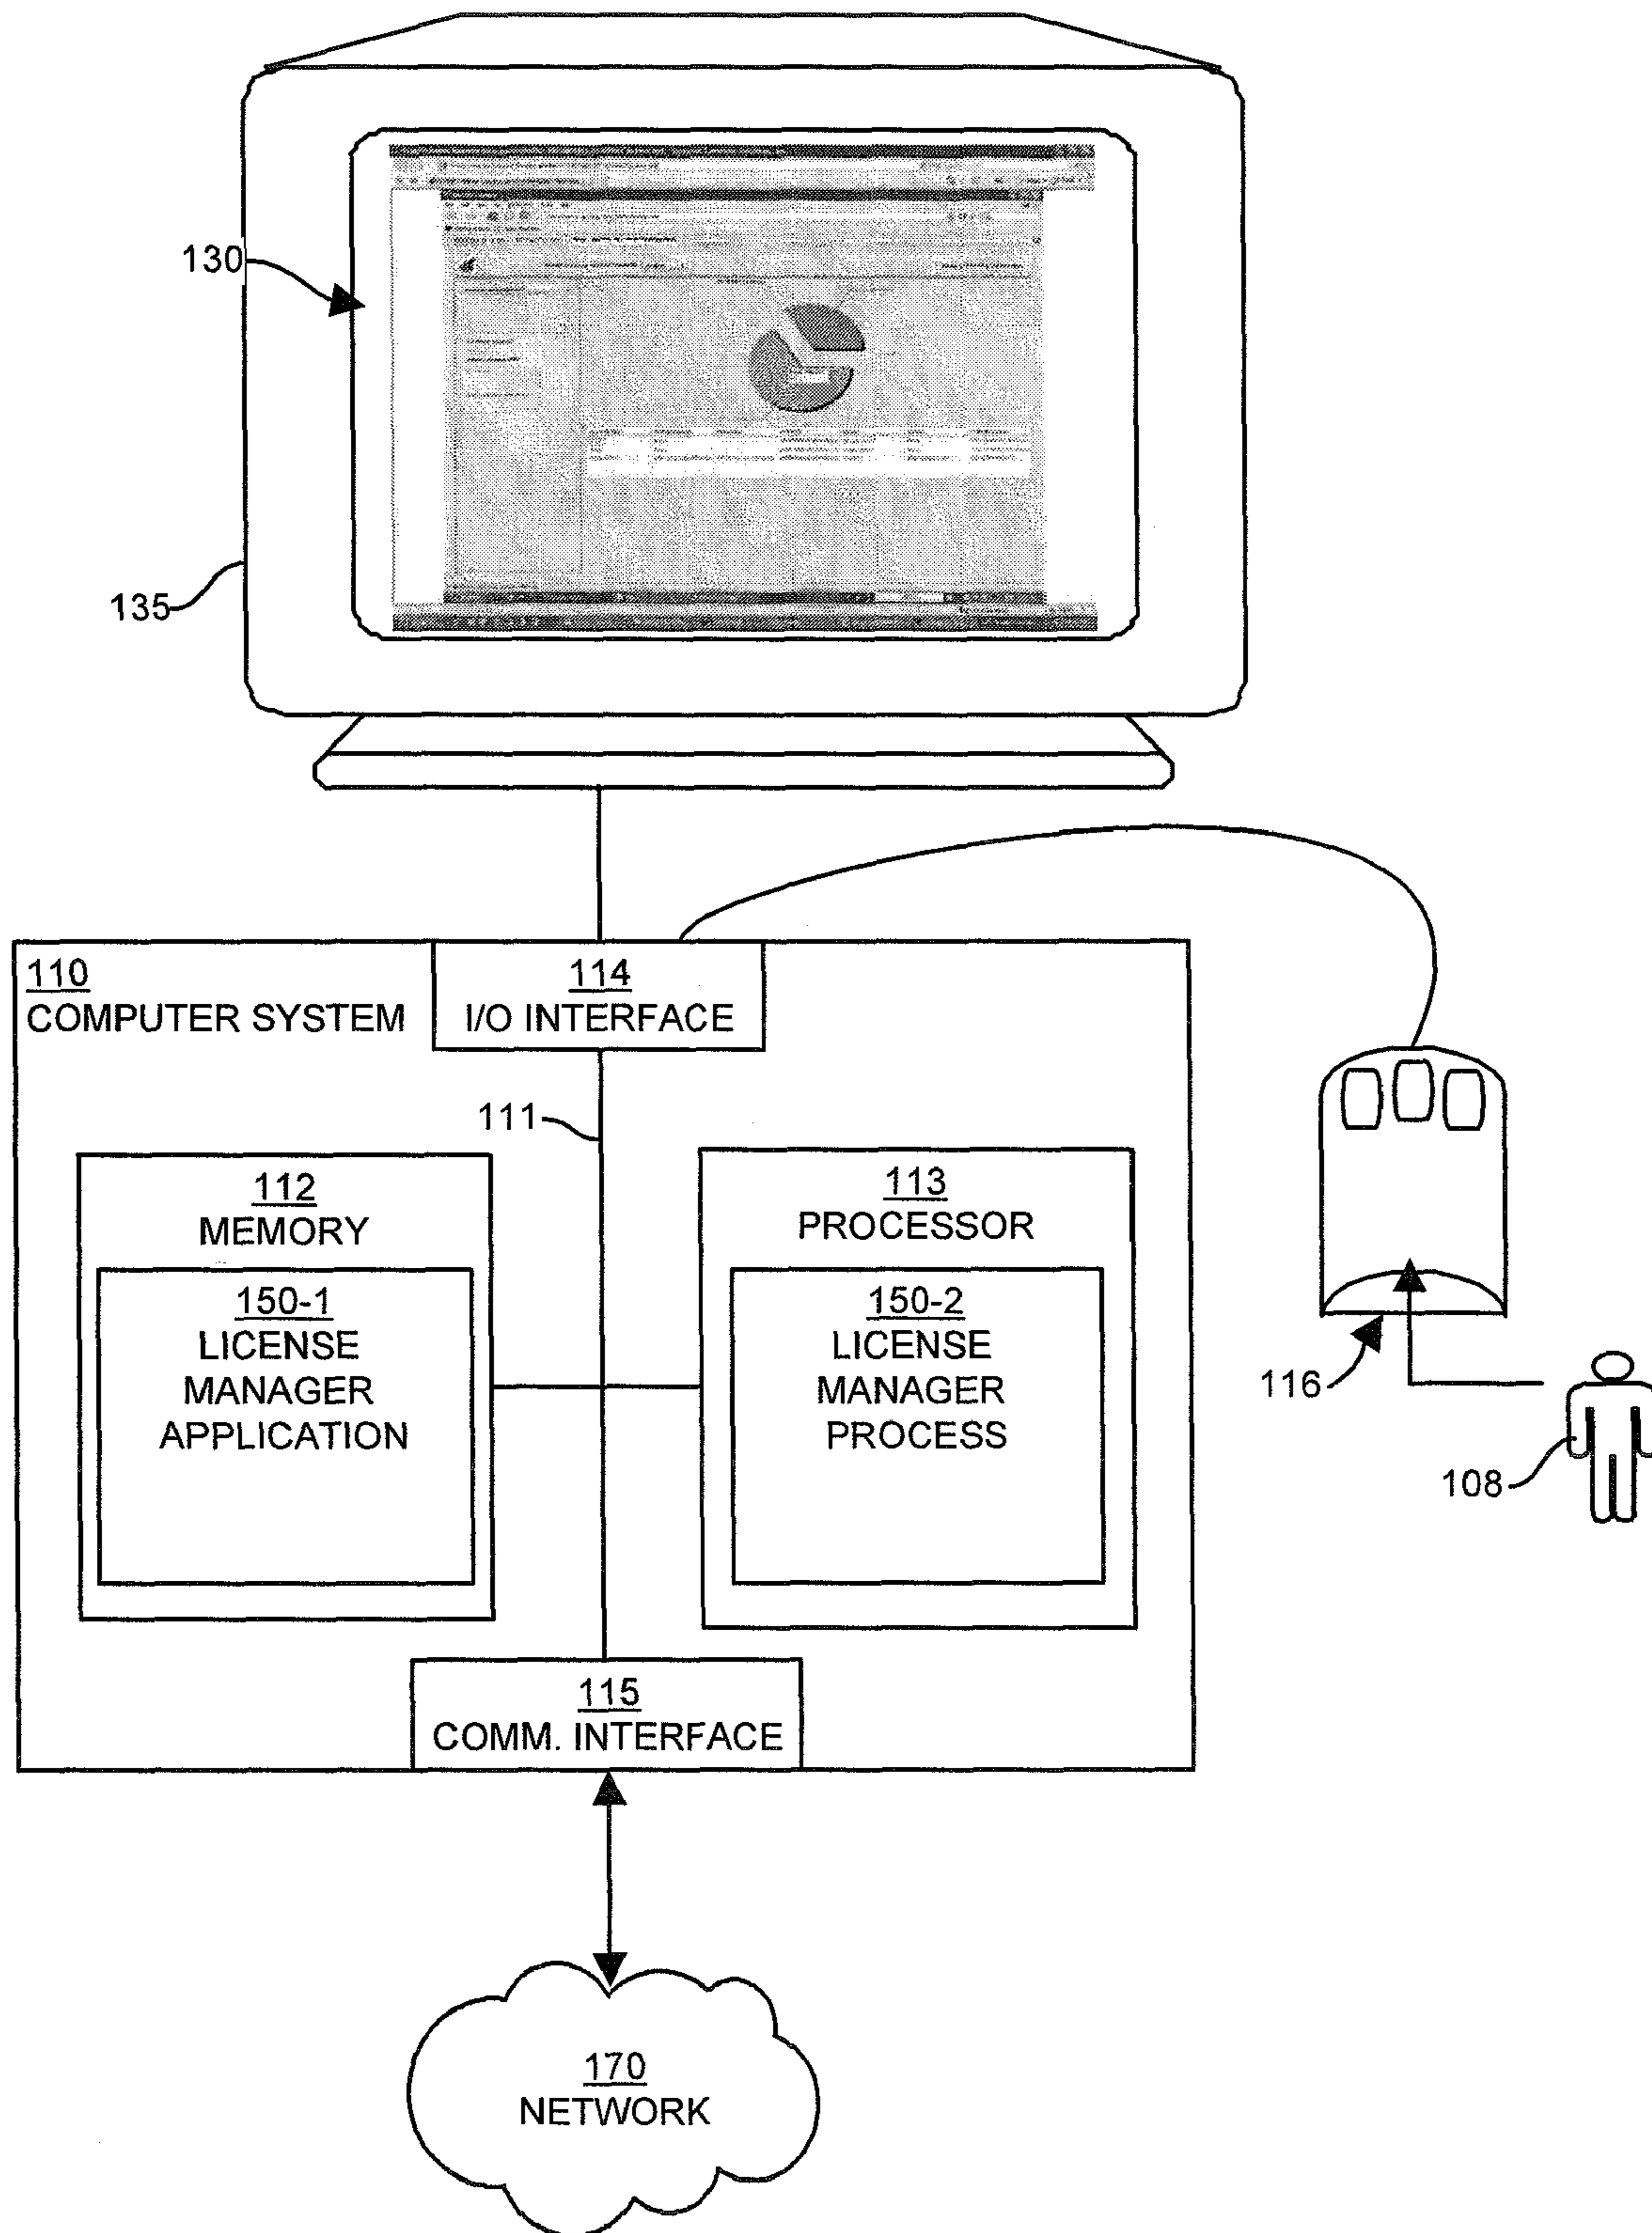 130
135
110
COMPUTER SYSTEM
114
I/O INTERFACE
111
112
MEMORY
113
PROCESSOR
150-1
LICENSE
MANAGER
APPLICATION
150-2
LICENSE
MANAGER
PROCESS
116
108
115
COMM. INTERFACE
170
NETWORK